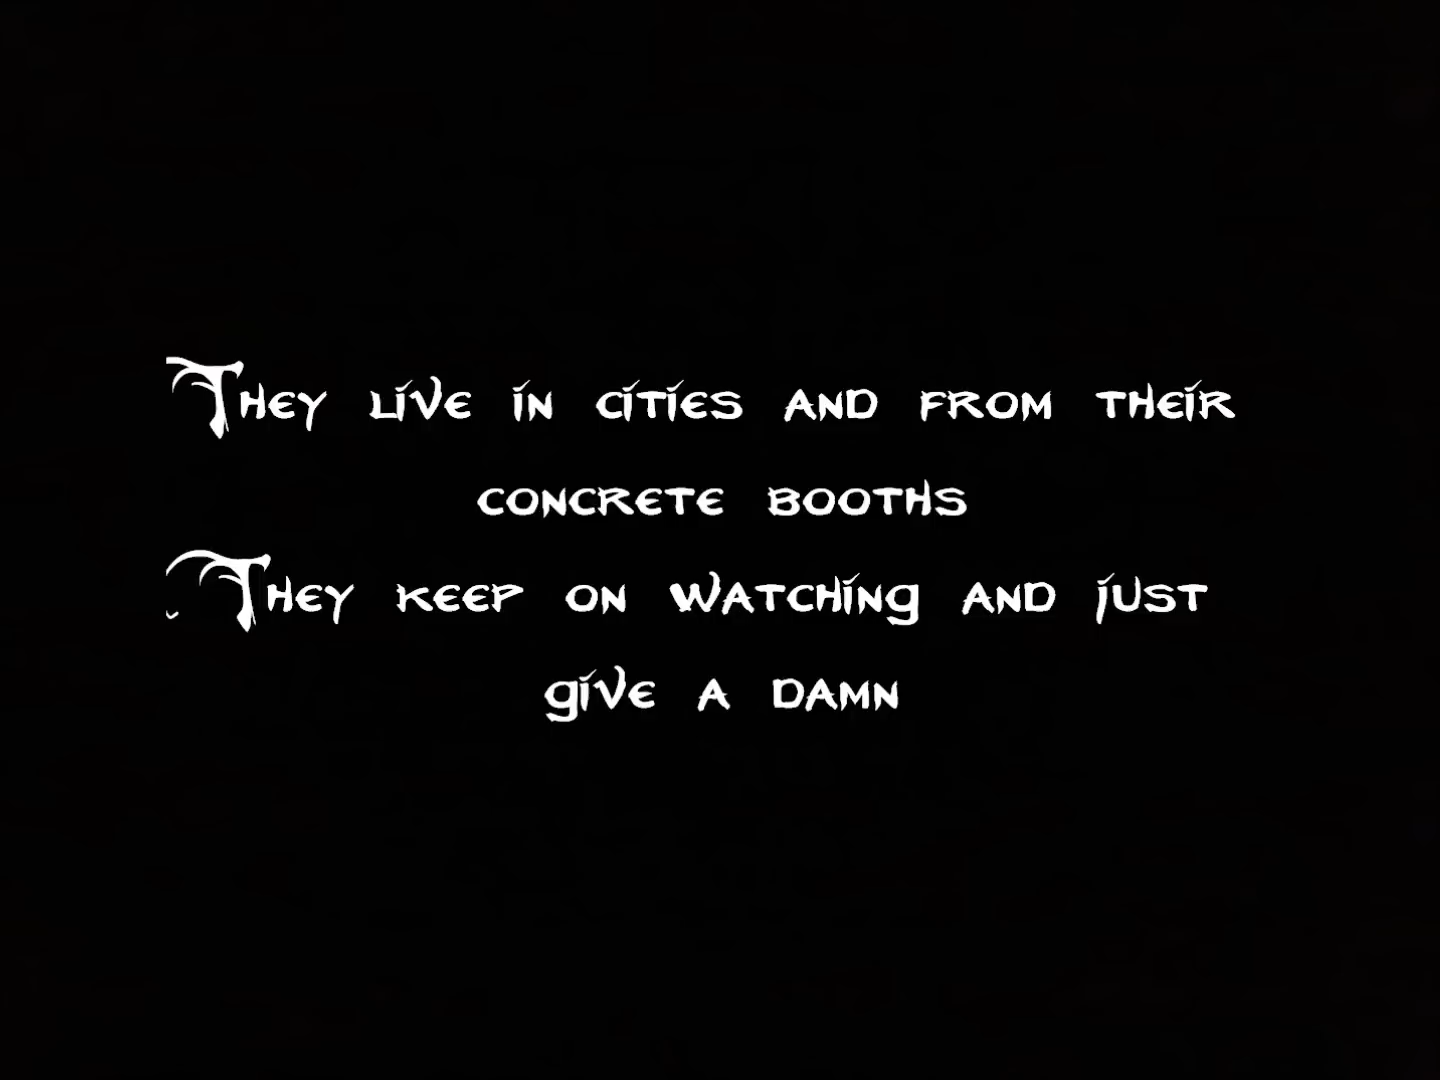 They live in cities and from their
concrete booths
They keep on watching and just
give a damn